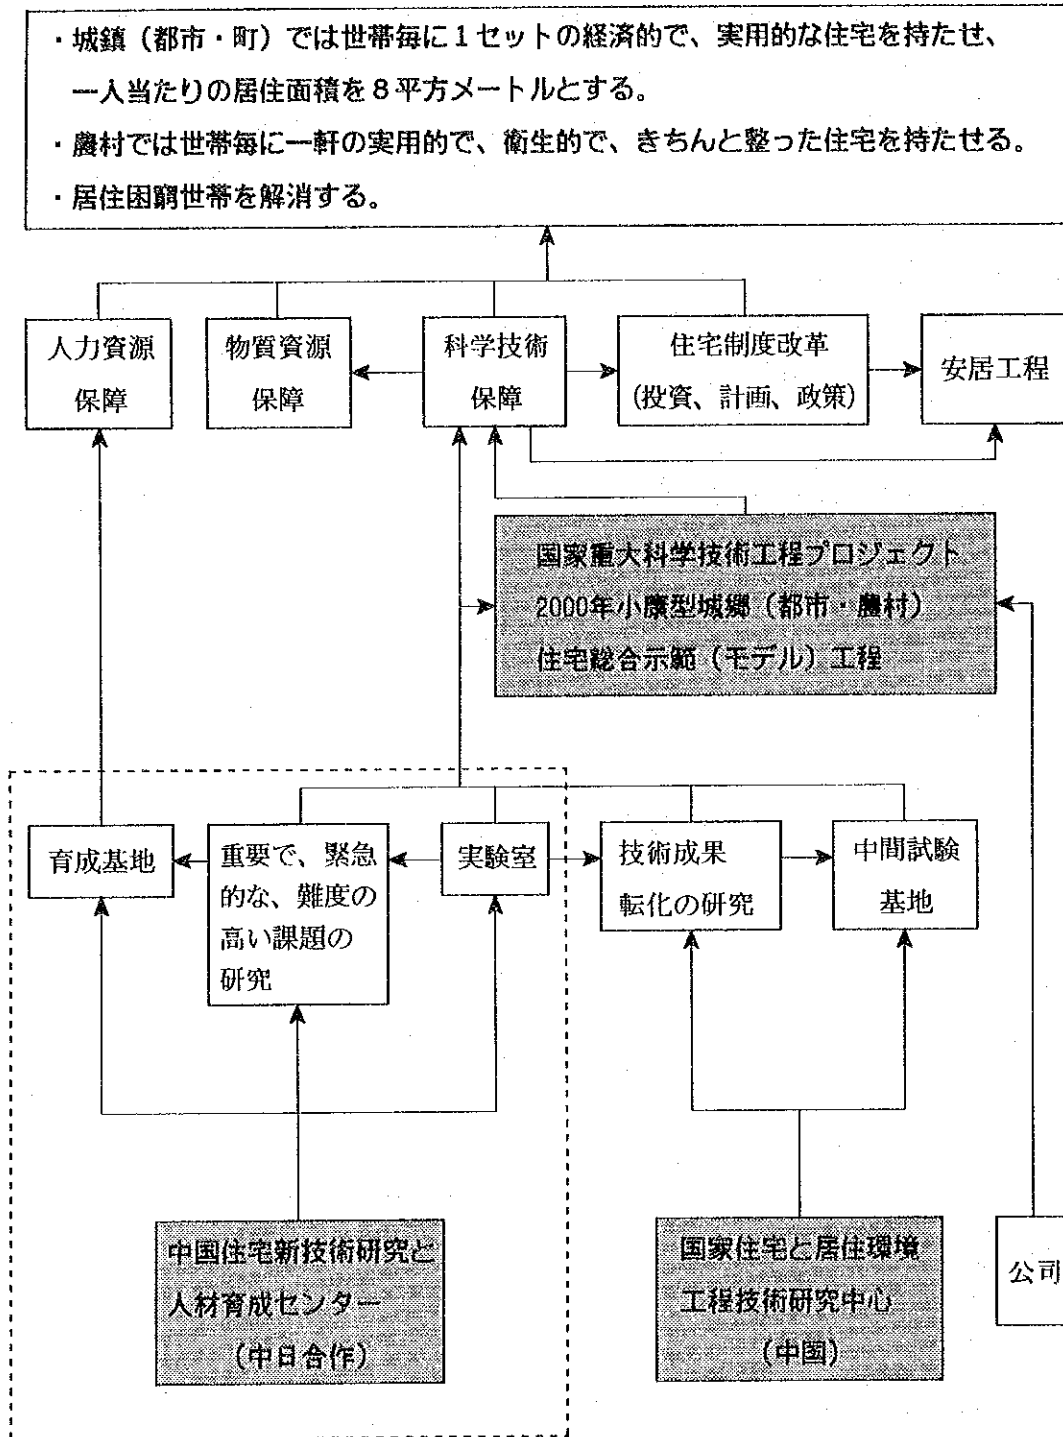 ・城鎮（都市・町）では世帯毎に１セットの経済的で、実用的な住宅を持たせ、
一人当たりの居住面積を８平方メートルとする。
・農村では世帯毎に一軒の実用的で、衛生的で、きちんと整った住宅を持たせる。
・居住困窮世帯を解消する。
人力資源
保障
物質資源
保障
科学技術
保障
住宅制度改革
(投資、計画、政策)
安居工程
国家重大科学技術工程プロジェクト
2000年小康型城郷（都市・農村）
住宅総合示範（モデル）工程
育成基地
重要で、緊急
的な、難度の
高い課題の
研究
実験室
技術成果
転化の研究
中間試験
基地
中国住宅新技術研究と
人材育成センター
（中日合作）
国家住宅と居住環境
工程技術研究中心
（中国）
公司